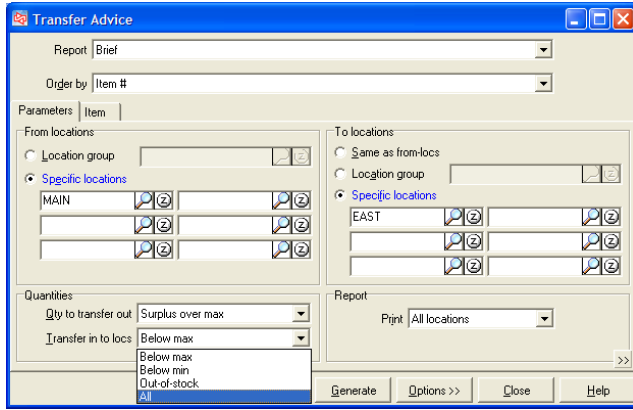 Transfer Advice
Report Brief
Order by Item #
Parameters Item
From locations
Location group
Specific locations
MAIN
To locations
Same as from-locs
Location group
Specific locations
EAST
Quantities
Qty to transfer out Surplus over max
Transfer in to locs Below max
Below max
Below min
Out-of-stock
All
Report
Print All locations
>>
Generate Options >> Close Help